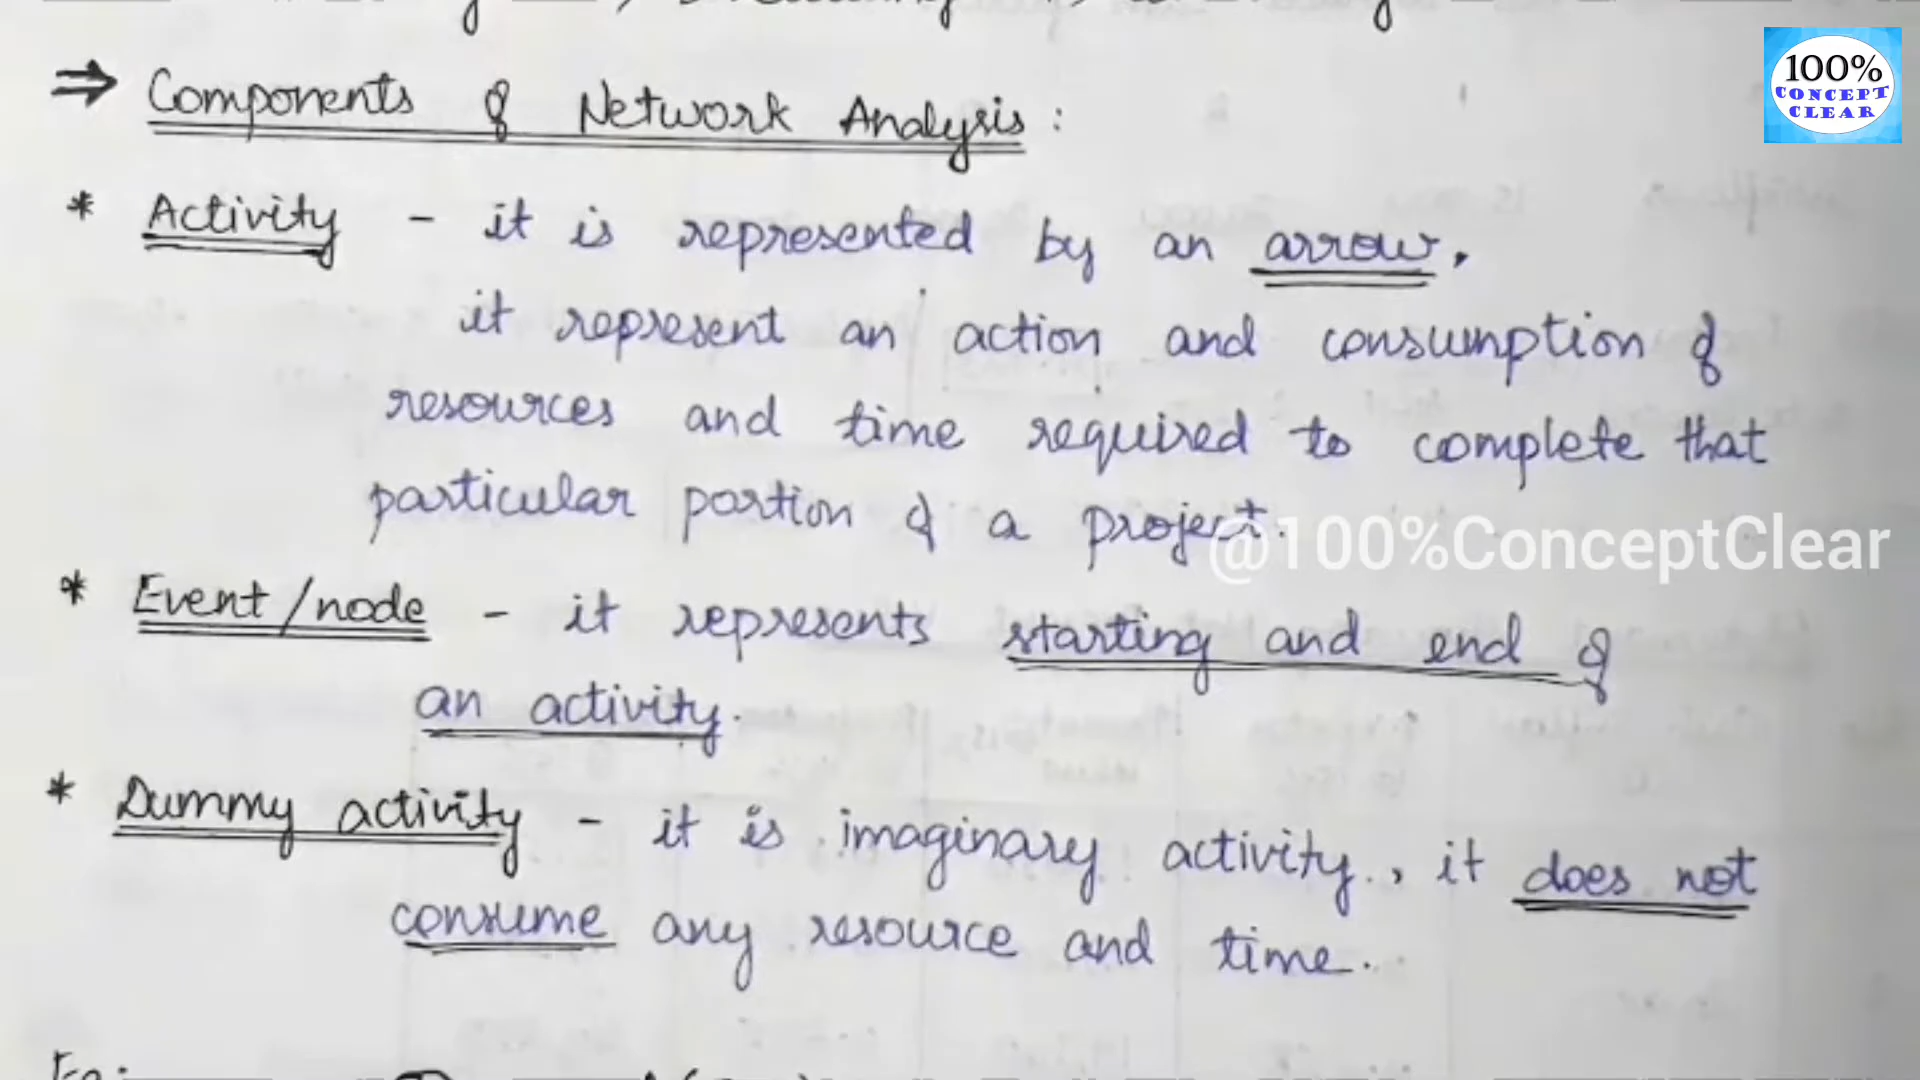 100%
CONCEPT
CLEAR
⇒ Components of Network Analysis :
* Activity - it is represented by an arrow.
it represent an action and consumption of
resources and time required to complete that
particular portion of a project.
@100%ConceptClear
* Event/node - it represents starting and end of
an activity.
* Dummy activity - it is imaginary activity, it does not
consume any resource and time.